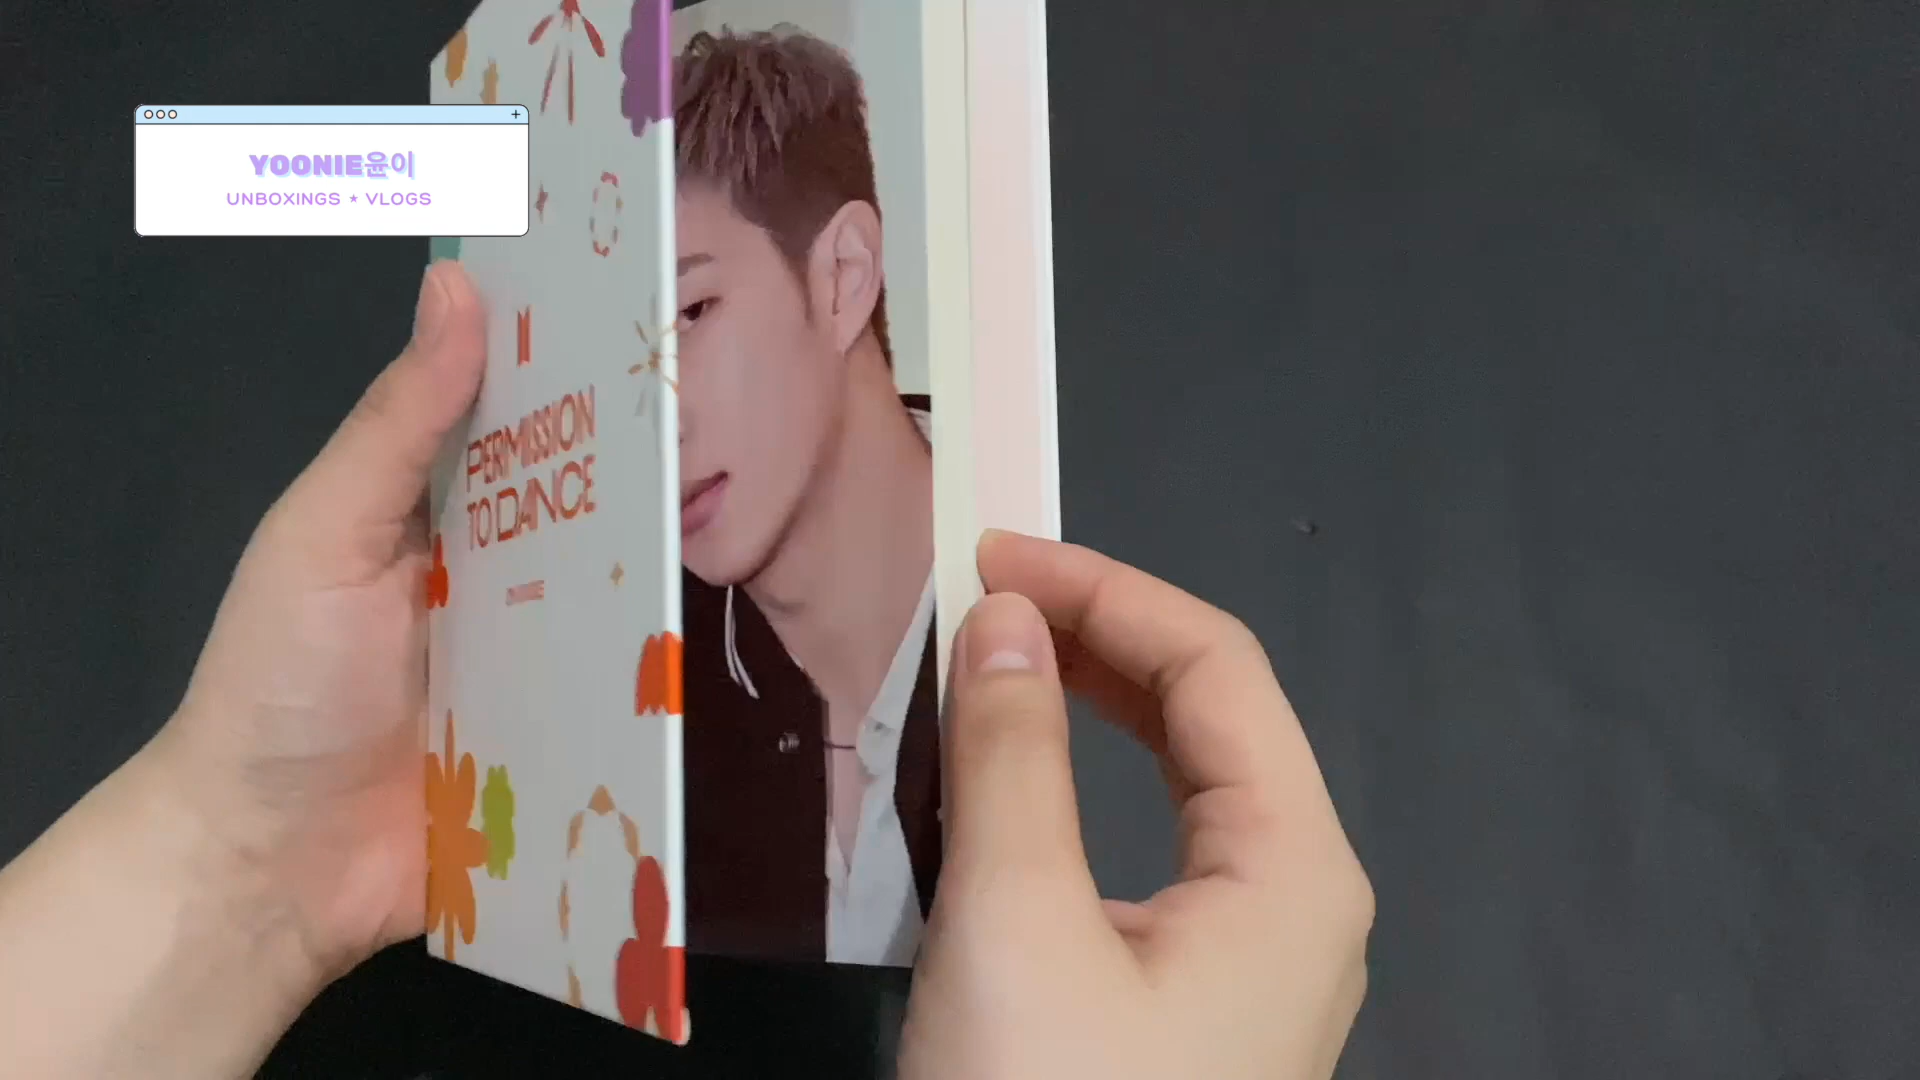 YOONIE윤이
UNBOXINGS ★ VLOGS
PERMISSION
TO DANCE